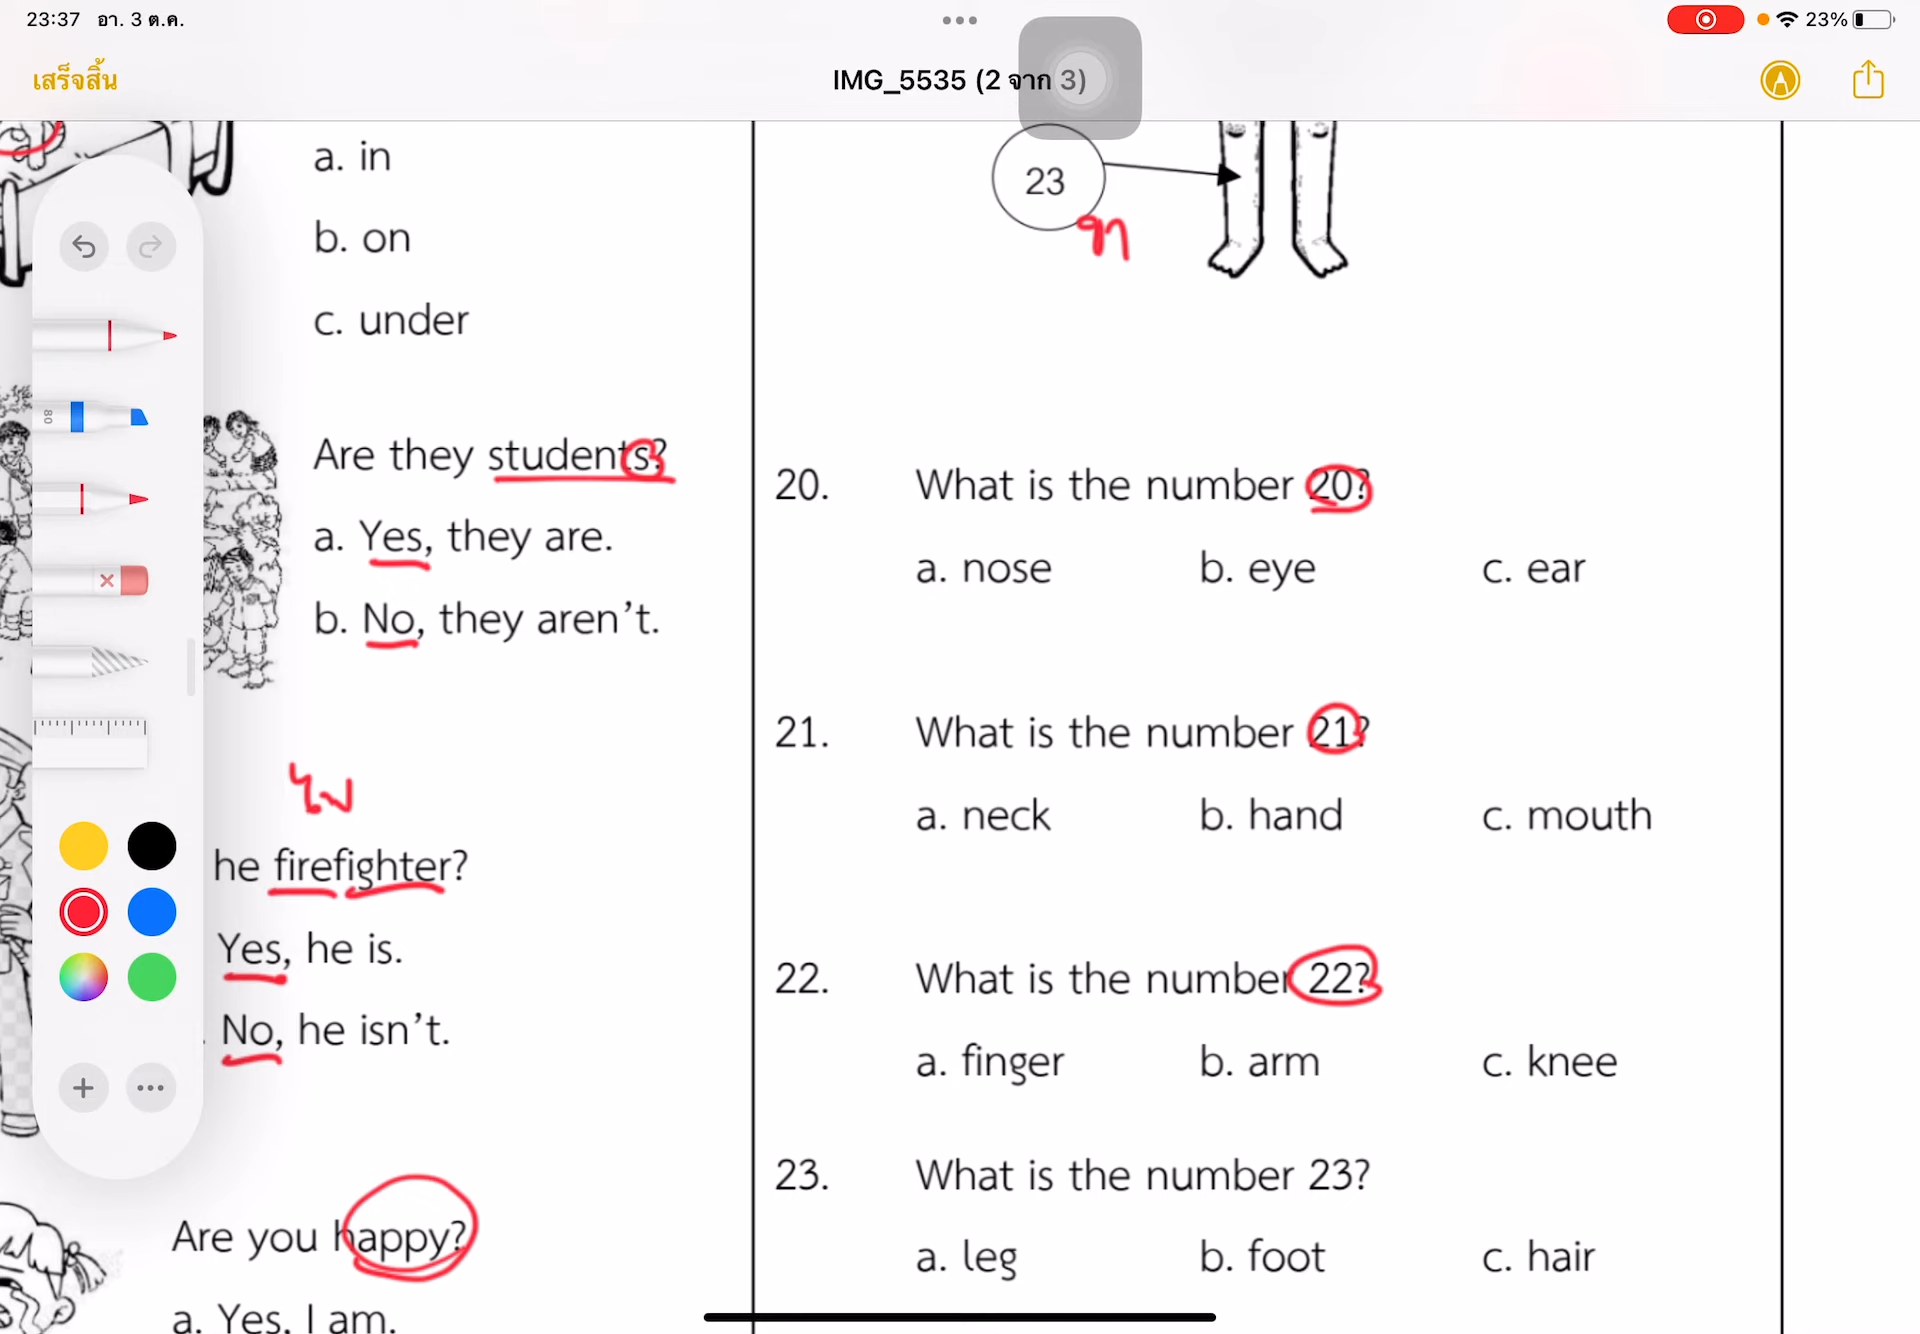 23:37 อา. 3 ต.ค.
23%
เสร็จสิ้น
IMG_5535 (2 จาก 3)
80
a. in
b. on
c. under
Are they students?
a. Yes, they are.
b. No, they aren't.
ไฟ
he firefighter?
Yes, he is.
No, he isn't.
Are you happy?
a. Yes, I am.
23
ขา
20. What is the number 20?
a. nose b. eye c. ear
21. What is the number 21?
a. neck b. hand c. mouth
22. What is the number 22?
a. finger b. arm c. knee
23. What is the number 23?
a. leg b. foot c. hair